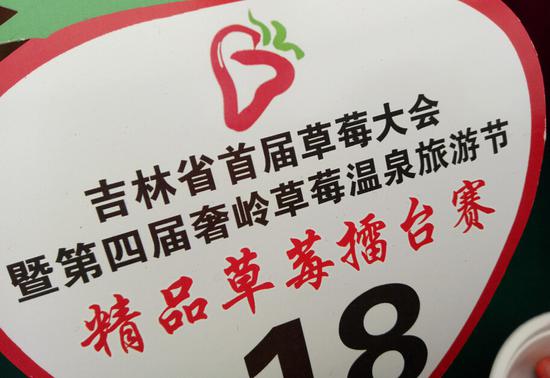 吉林省首届草莓大会
暨第四届奢岭草莓温泉旅游节
精品草莓擂台赛
18